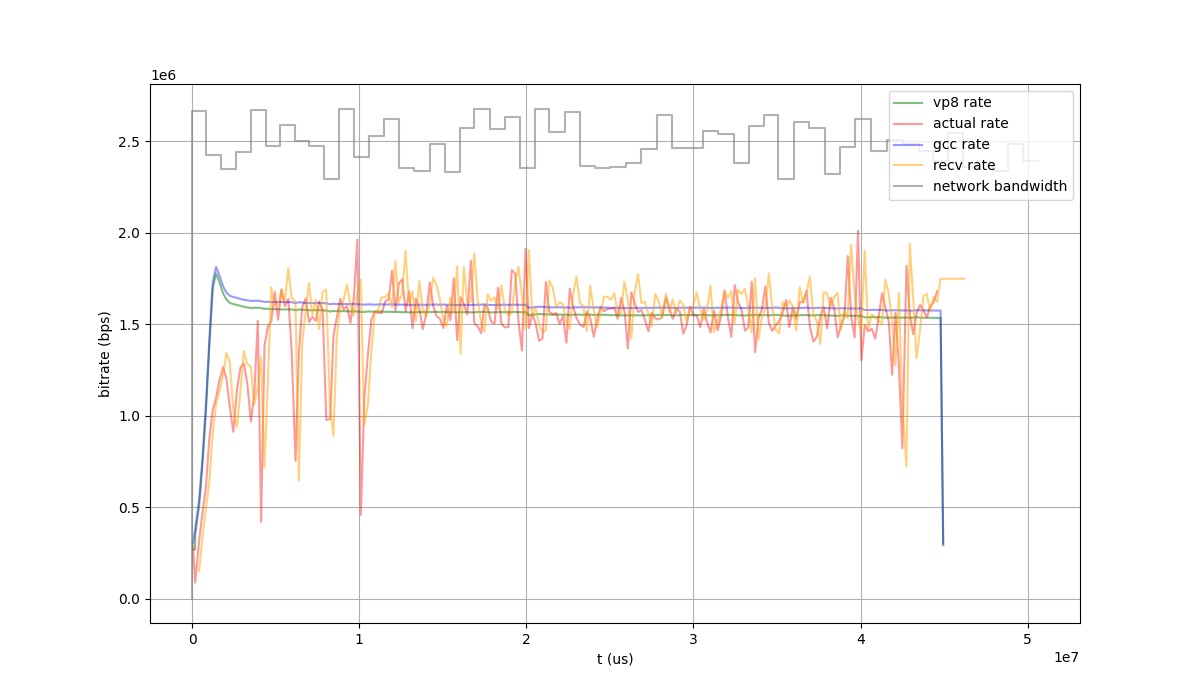 1e6
2.5
2.0
1.5
1.0
0.5
0.0
bitrate (bps)
vp8 rate
actual rate
gcc rate
recv rate
network bandwidth
0 1 2 3 4 5
t (us)
1e7